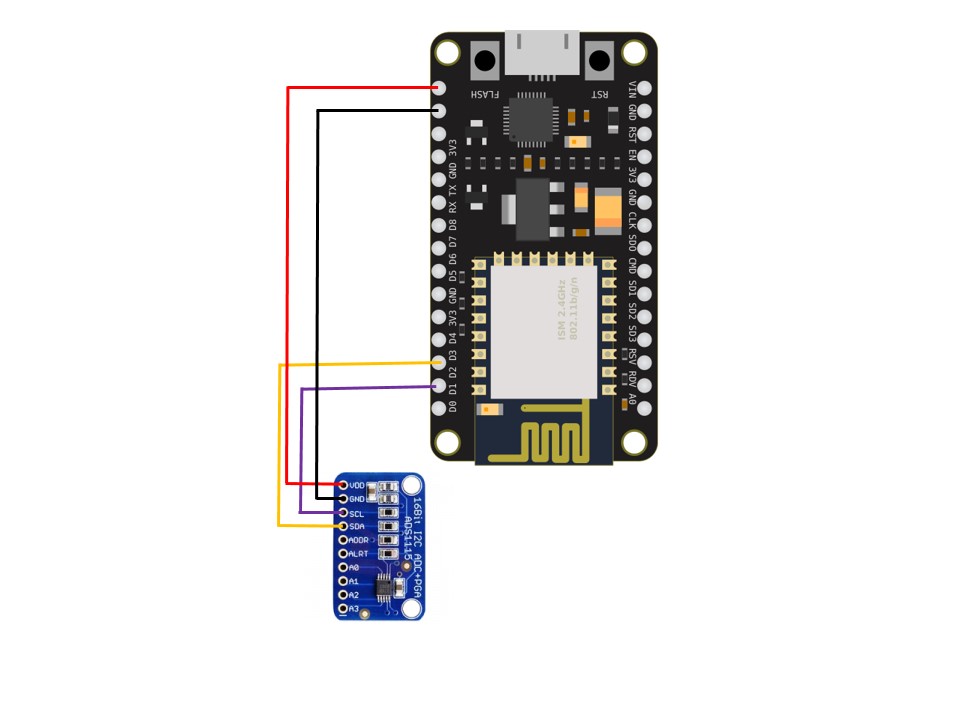 FLASH
RST
3V3
GND
TX
RX
D8
D7
D6
D5
GND
3V3
D4
D3
D2
D1
D0
VIN
GND
RST
EN
3V3
GND
CLK
SD0
CMD
SD1
SD2
SD3
RSV
RDV
A0
ISM 2.4GHz
802.11b/g/n
VDD
GND
SCL
SDA
ADDR
ALRT
A0
A1
A2
A3
16Bit I2C ADC+PGA
ADS1115